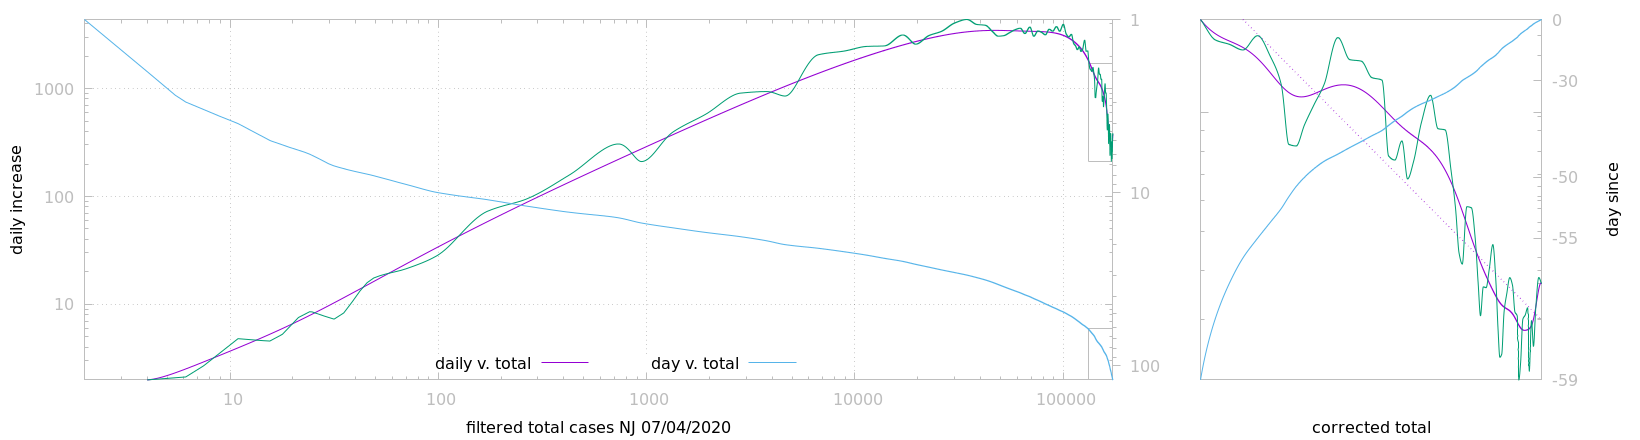 daily increase
1000
100
10
1
10
100
10
100
1000
10000
100000
daily v. total
day v. total
filtered total cases NJ 07/04/2020
0
-30
-50
-55
-59
day since
corrected total